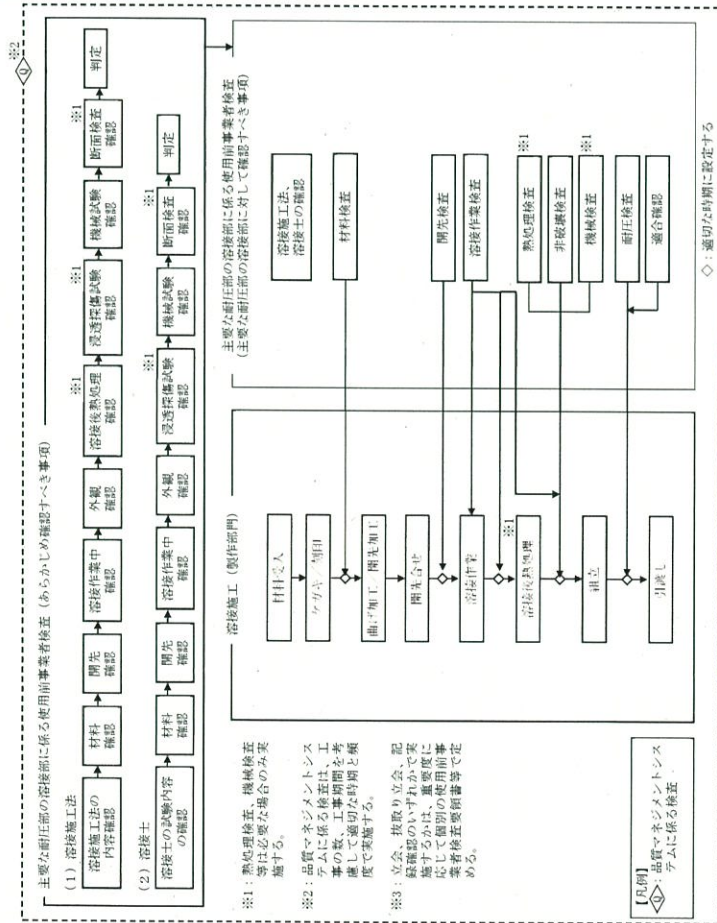 ※2
主要な耐圧部の溶接部に係る使用前事業者検査 (あらかじめ確認すべき事項)
(1) 溶接施工法
溶接施工法の
内容確認
材料
確認
開先
確認
溶接作業中
確認
外観
確認
※1
溶接後熱処理
確認
※1
浸透探傷試験
確認
機械試験
確認
※1
断面検査
確認
判定
(2) 溶接士
溶接士の試験内容
の確認
材料
確認
開先
確認
溶接作業中
確認
外観
確認
※1
浸透探傷試験
確認
機械試験
確認
※1
断面検査
確認
判定
※1:熱処理検査、機械検査
等は必要な場合のみ実
施する。
※2:品質マネジメントシス
テムに係る検査は、工
事の数、工事期間を考
慮して適切な時期と頻
度で実施する。
※3:立会、抜取り立会、記
録確認のいずれかで実
施するかは、重要度に
応じて個別の使用前事
業者検査要領書等で定
める。
【凡例】
Q:品質マネジメントシス
テムに係る検査
溶接施工 (製作部門)
材料受入
ケガキ、刻印
曲げ加工、開先加工
開先合せ
溶接作業
※1
溶接後熱処理
組立
引渡し
主要な耐圧部の溶接部に係る使用前事業者検査
(主要な耐圧部の溶接部に対して確認すべき事項)
溶接施工法、
溶接士の確認
材料検査
開先検査
溶接作業検査
熱処理検査
※1
非破壊検査
機械検査
※1
耐圧検査
適合確認
◇:適切な時期に設定する